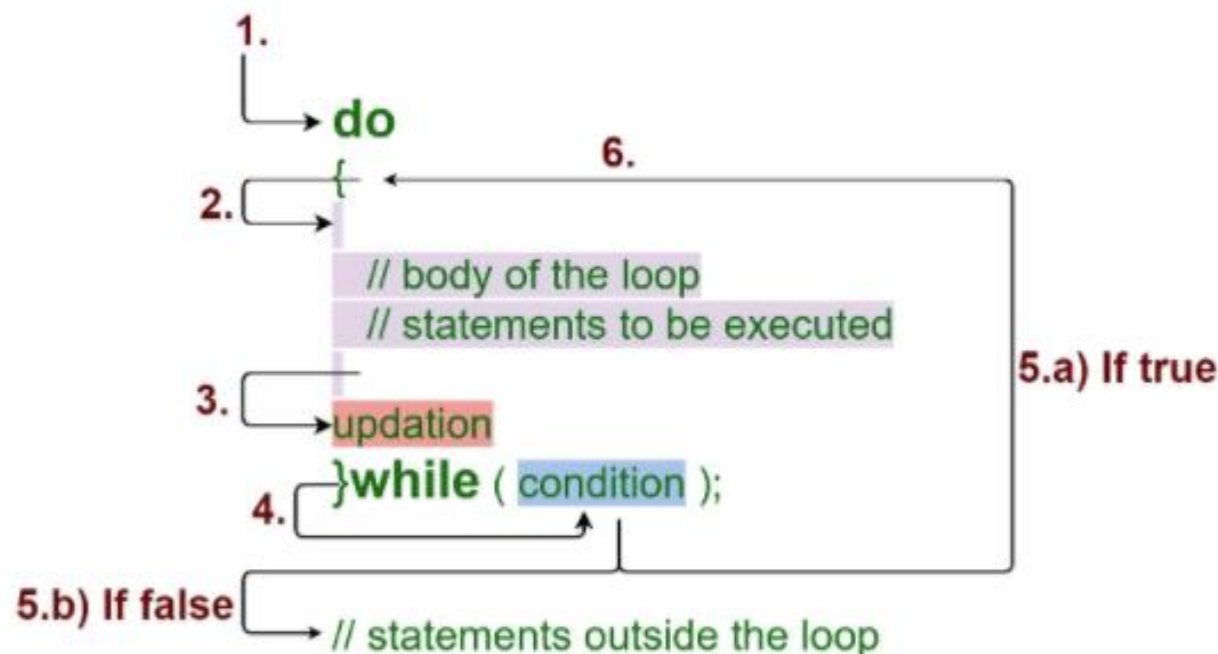 1.
do
6.
{
2.
// body of the loop
// statements to be executed
5.a) If true
3.
updation
}while ( condition );
4.
5.b) If false
// statements outside the loop